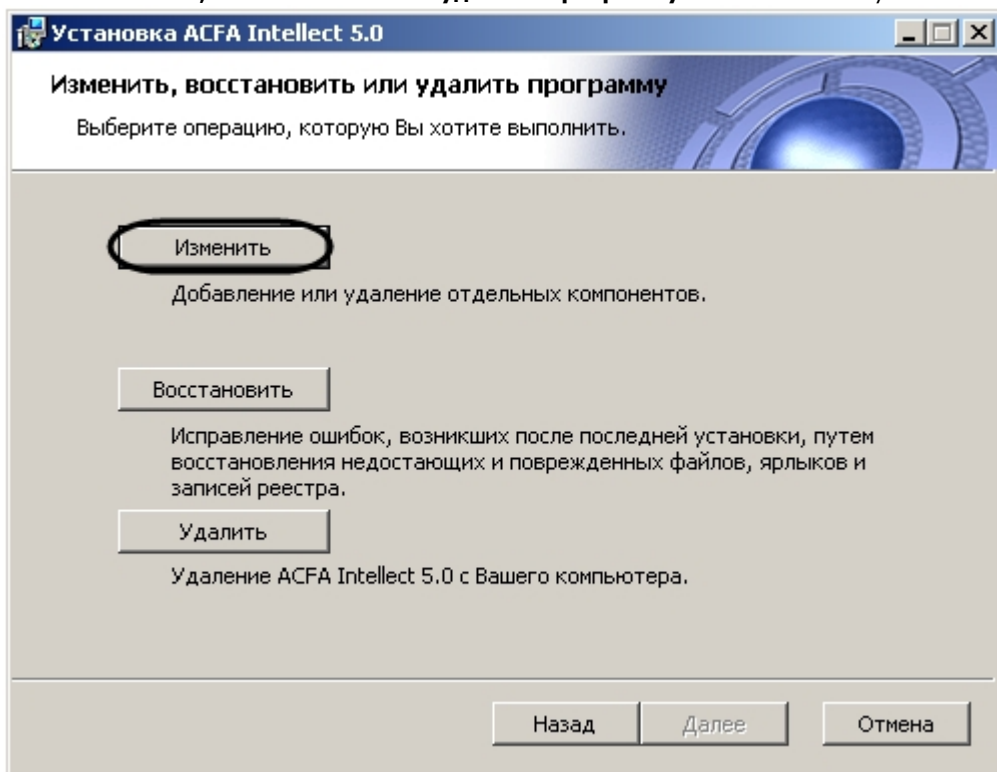 Установка ACFA Intellect 5.0
Изменить, восстановить или удалить программу
Выберите операцию, которую Вы хотите выполнить.
Изменить
Добавление или удаление отдельных компонентов.
Восстановить
Исправление ошибок, возникших после последней установки, путем
восстановления недостающих и поврежденных файлов, ярлыков и
записей реестра.
Удалить
Удаление ACFA Intellect 5.0 с Вашего компьютера.
Назад
Далее
Отмена